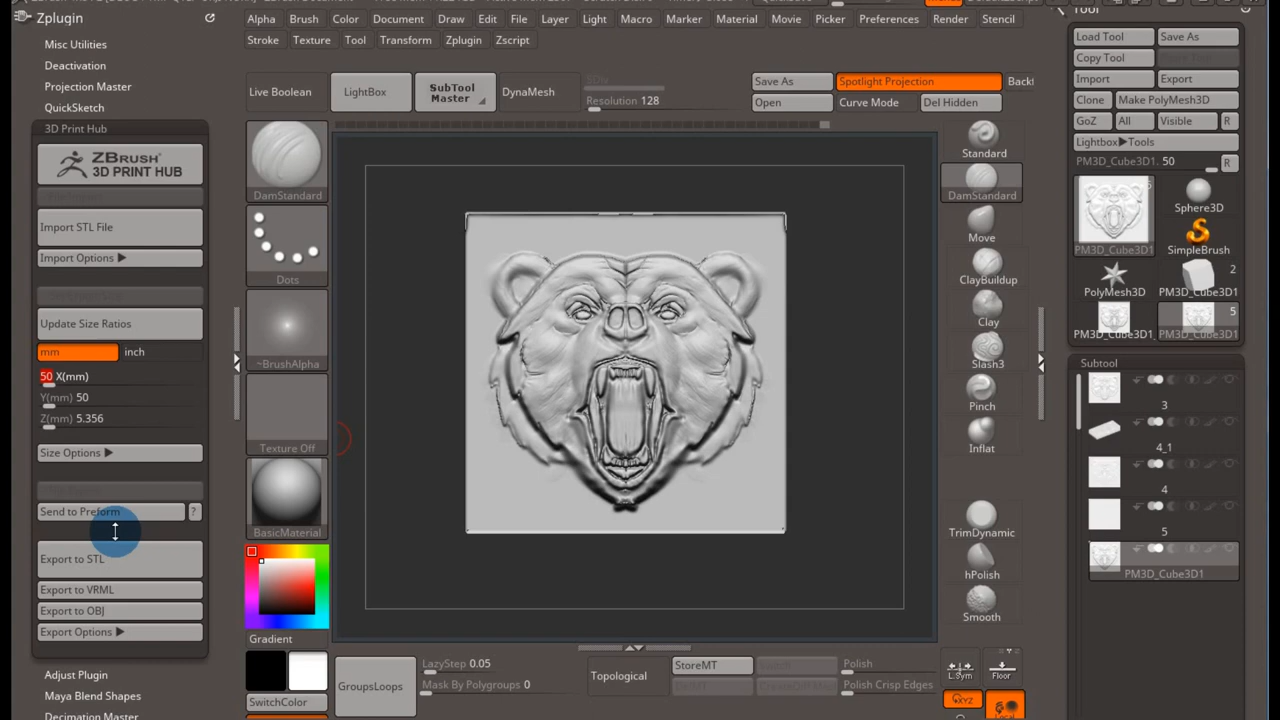 Zplugin
Misc Utilities
Deactivation
Projection Master
QuickSketch
3D Print Hub
ZBRUSH
3D PRINT HUB
Import STL File
Import Options
Update Size Ratios
mm
inch
50 X(mm)
Y(mm) 50
Z(mm) 5.356
Size Options
Send to Preform
?
Export to STL
Export to VRML
Export to OBJ
Export Options
Adjust Plugin
Maya Blend Shapes
Decimation Master
Alpha Brush Color Document Draw Edit File Layer Light Macro Marker Material Movie Picker Preferences Render Stencil
Stroke Texture Tool Transform Zplugin Zscript
Live Boolean
LightBox
SubTool
Master
DynaMesh
SDiv
Resolution 128
Save As
Spotlight Projection
Open
Curve Mode
Del Hidden
DamStandard
Dots
~BrushAlpha
Texture Off
BasicMaterial
Gradient
SwitchColor
GroupsLoops
LazyStep 0.05
Mask By Polygroups 0
Topological
StoreMT
Polish
Polish Crisp Edges
Standard
DamStandard
Move
ClayBuildup
Clay
Slash3
Pinch
Inflat
TrimDynamic
hPolish
Smooth
L.Sym
Floor
XYZ
Tool
Load Tool
Save As
Copy Tool
Import
Export
Clone
Make PolyMesh3D
GoZ
All
Visible
R
Lightbox▶Tools
PM3D_Cube3D1. 50
R
PM3D_Cube3D1
Sphere3D
SimpleBrush
PolyMesh3D
2
PM3D_Cube3D1
PM3D_Cube3D1
5
PM3D_Cube3D1
Subtool
3
4_1
4
5
PM3D_Cube3D1